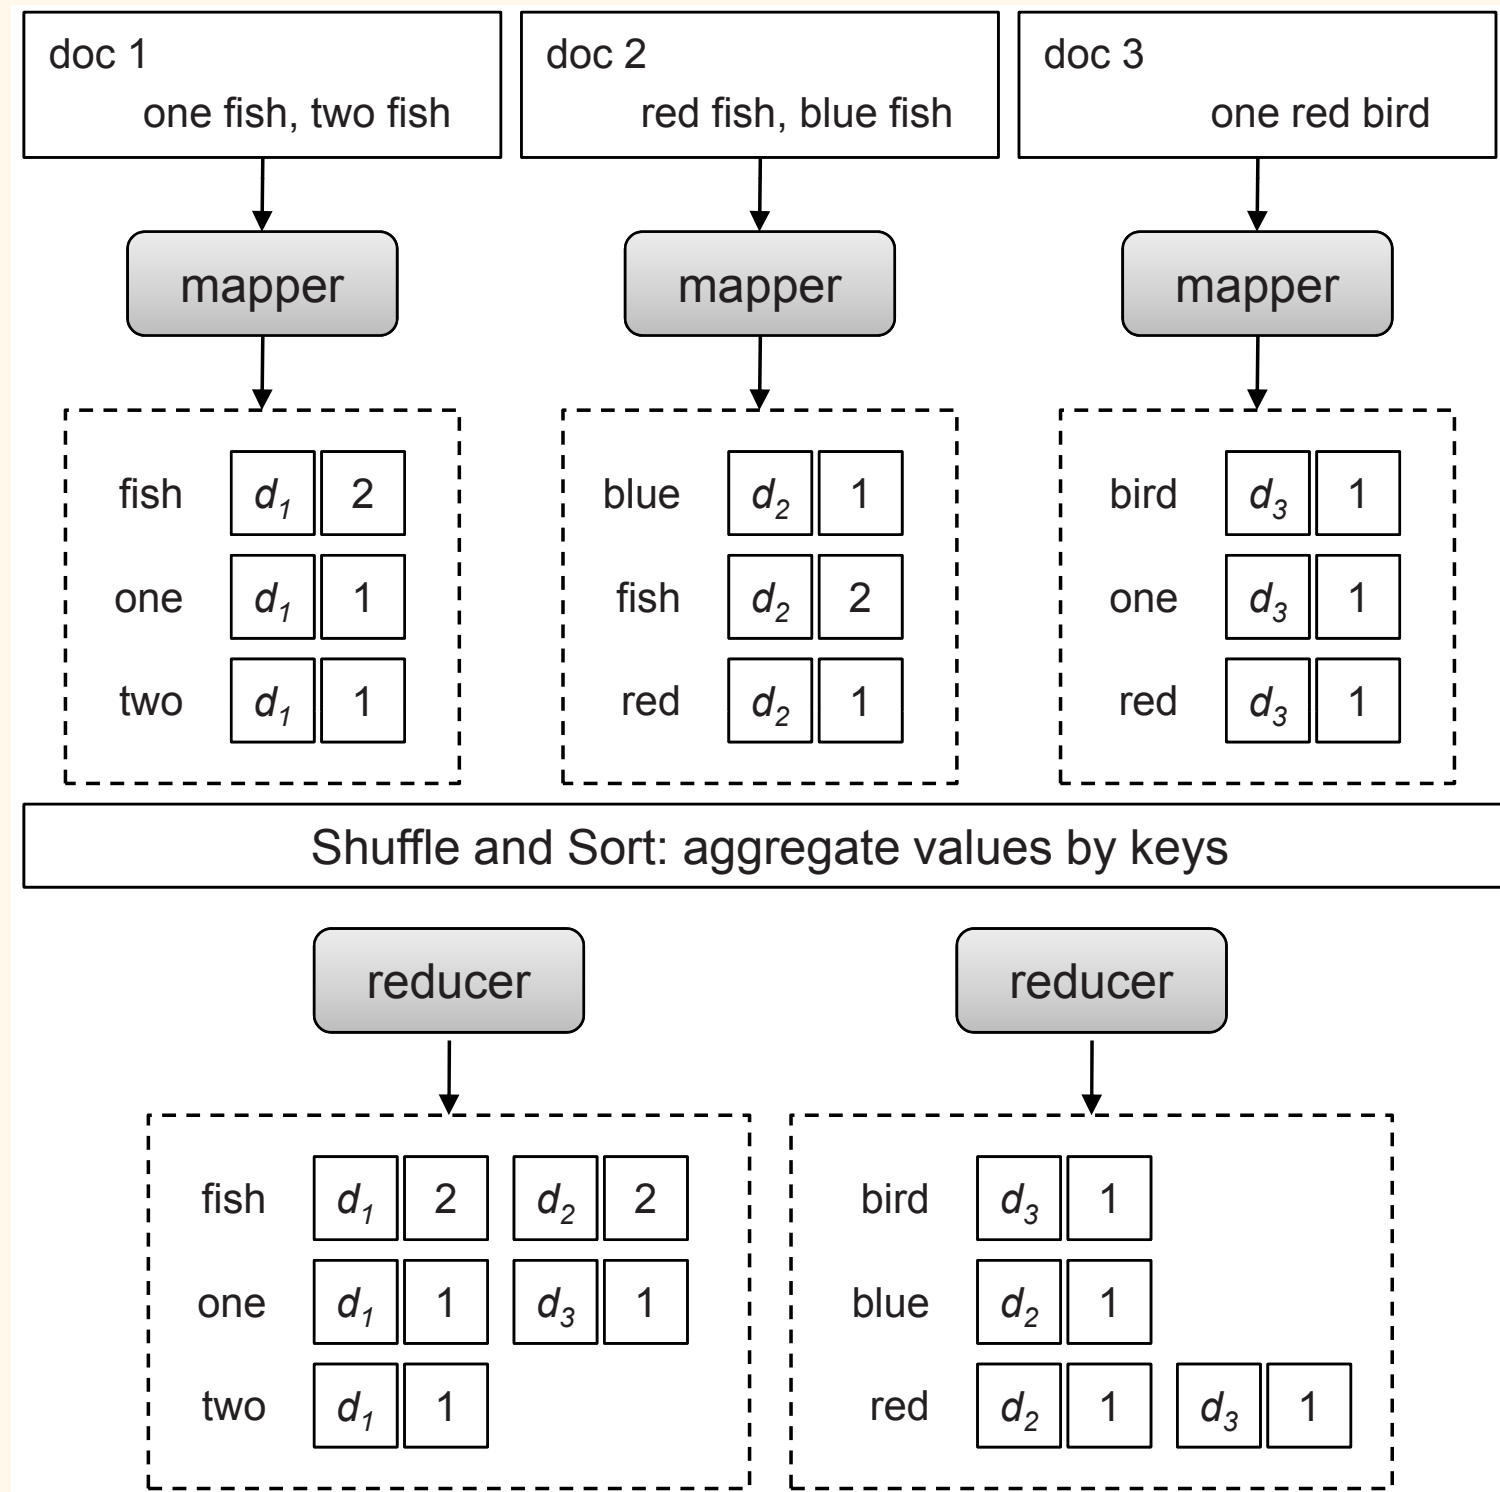 doc 1
one fish, two fish
doc 2
red fish, blue fish
doc 3
one red bird
mapper
mapper
mapper
fish d1 2
one d1 1
two d1 1
blue d2 1
fish d2 2
red d2 1
bird d3 1
one d3 1
red d3 1
Shuffle and Sort: aggregate values by keys
reducer
reducer
fish d1 2 d2 2
one d1 1 d3 1
two d1 1
bird d3 1
blue d2 1
red d2 1 d3 1